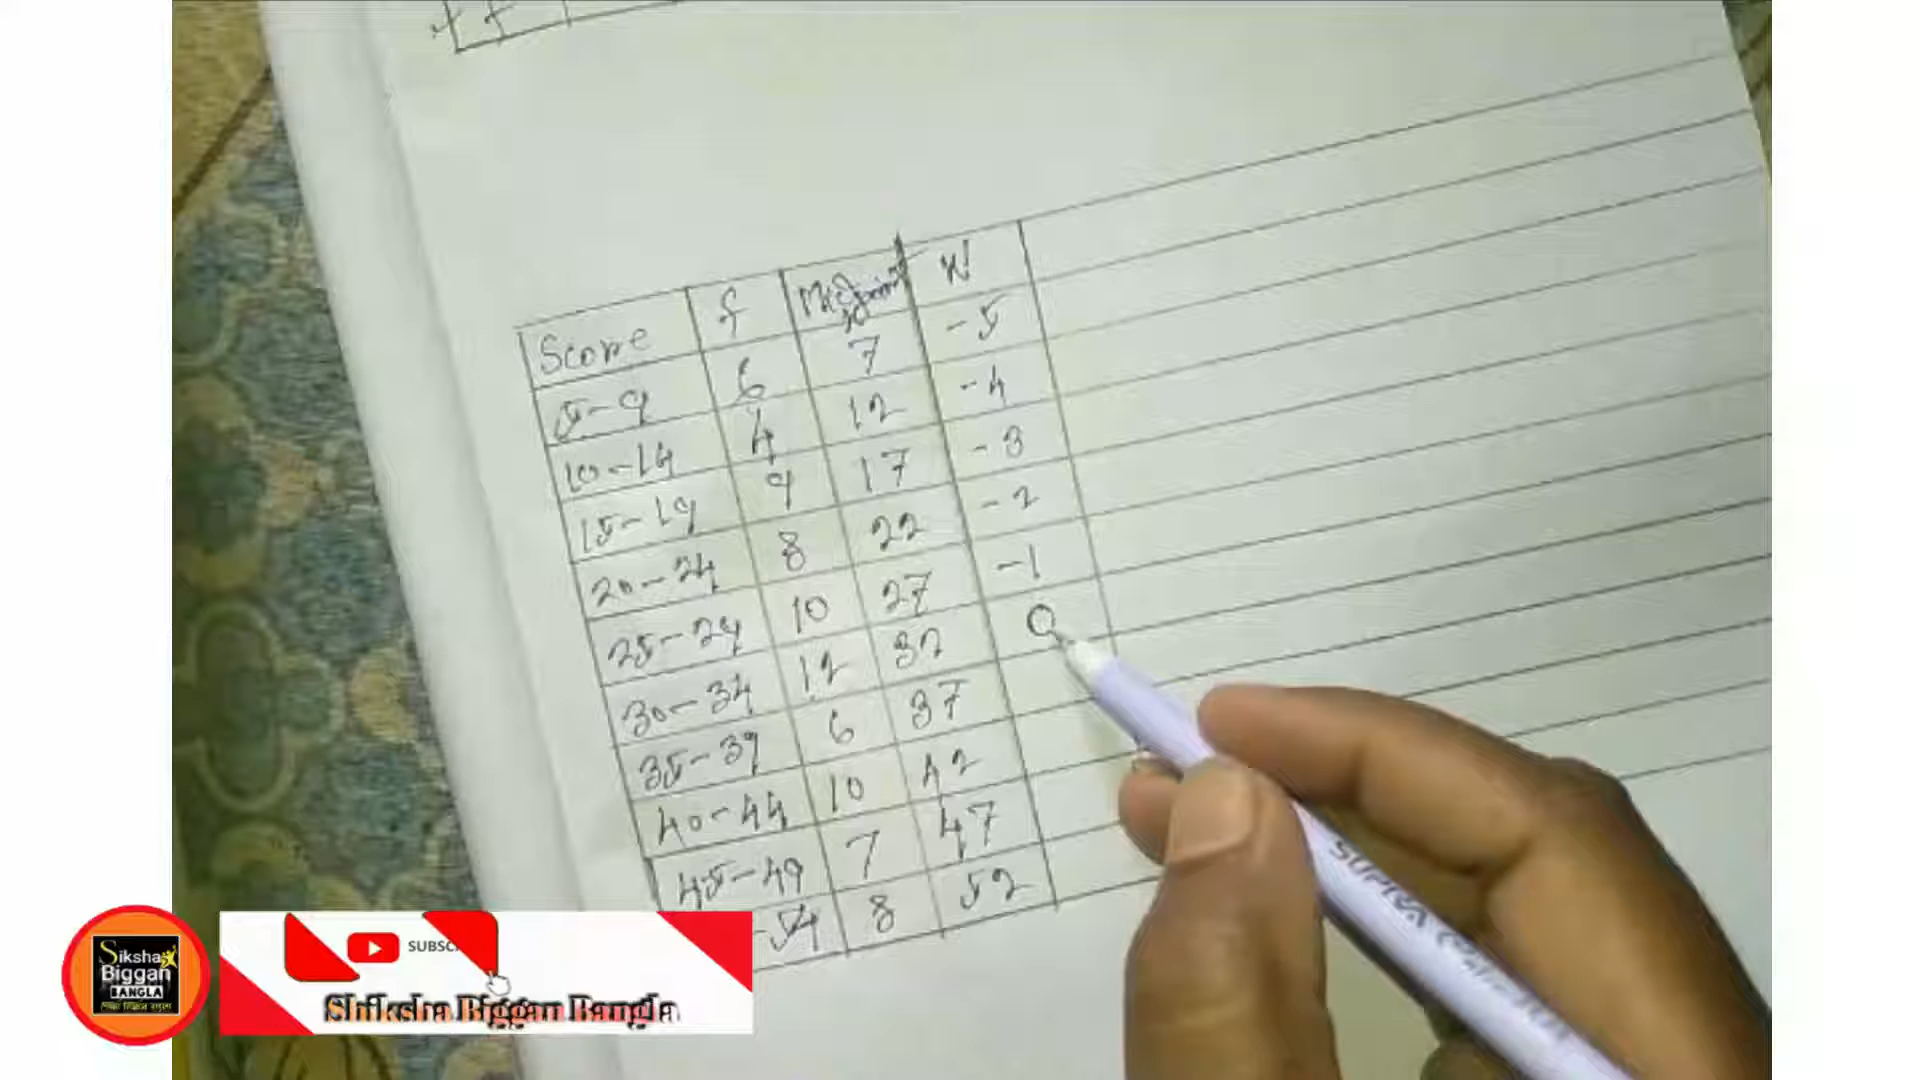 Score f Midpoint x'
5-9 6 7 -5
10-14 4 12 -4
15-19 9 17 -3
20-24 8 22 -2
25-29 10 27 -1
30-34 12 32 0
35-39 6 37
40-44 10 42
45-49 7 47
-54 8 52
SUPRA
SUBSC
Siksha
Biggan
BANGLA
Shiksha Biggan Bangla